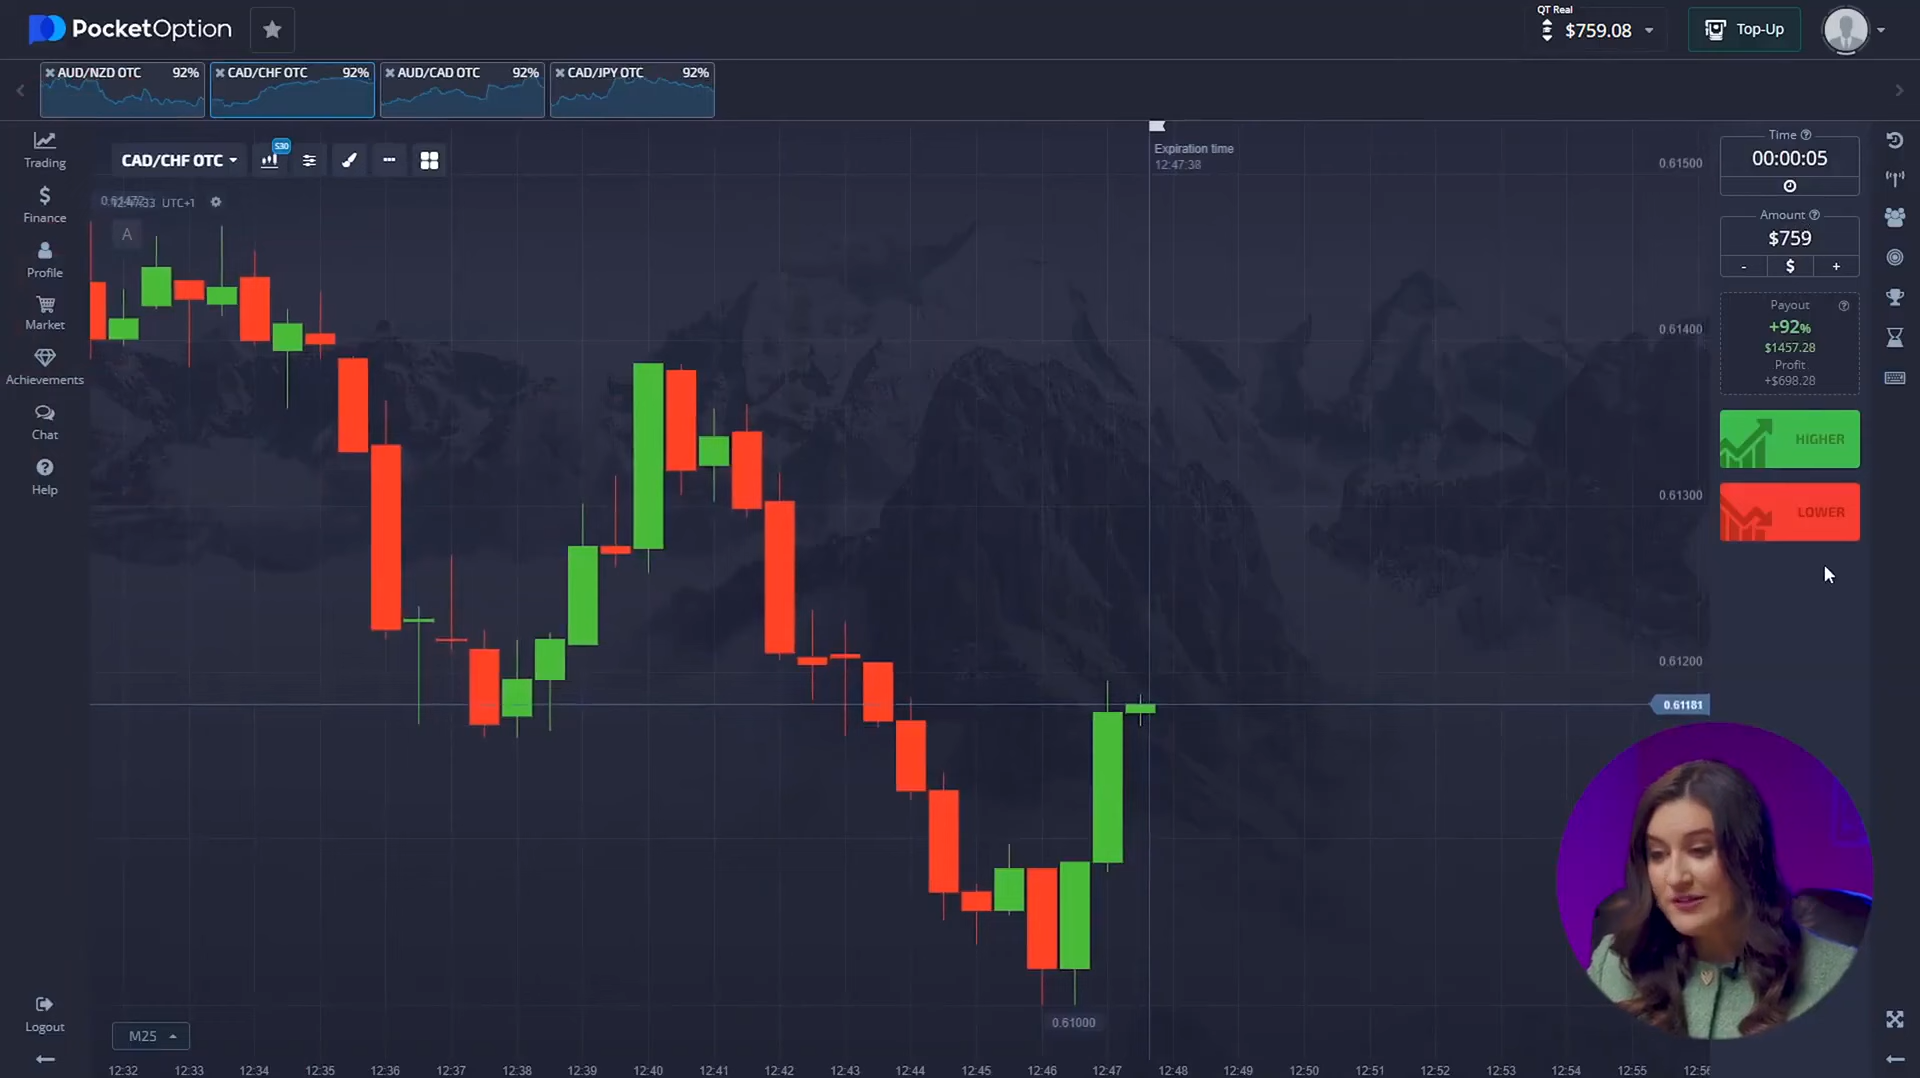 PocketOption
QT Real
$759.08
Top-Up
AUD/NZD OTC 92%
CAD/CHF OTC 92%
AUD/CAD OTC 92%
CAD/JPY OTC 92%
Trading
Finance
Profile
Market
Achievements
Chat
Help
Logout
CAD/CHF OTC
S30
UTC+1
A
Expiration time
12:47:38
0.61500
0.61400
0.61300
0.61200
0.61181
0.61000
Time
00:00:05
Amount
$759
- $ +
Payout
+92%
$1457.28
Profit
+$698.28
HIGHER
LOWER
M25
12:32 12:33 12:34 12:35 12:36 12:37 12:38 12:39 12:40 12:41 12:42 12:43 12:44 12:45 12:46 12:47 12:48 12:49 12:50 12:51 12:52 12:53 12:54 12:55 12:56